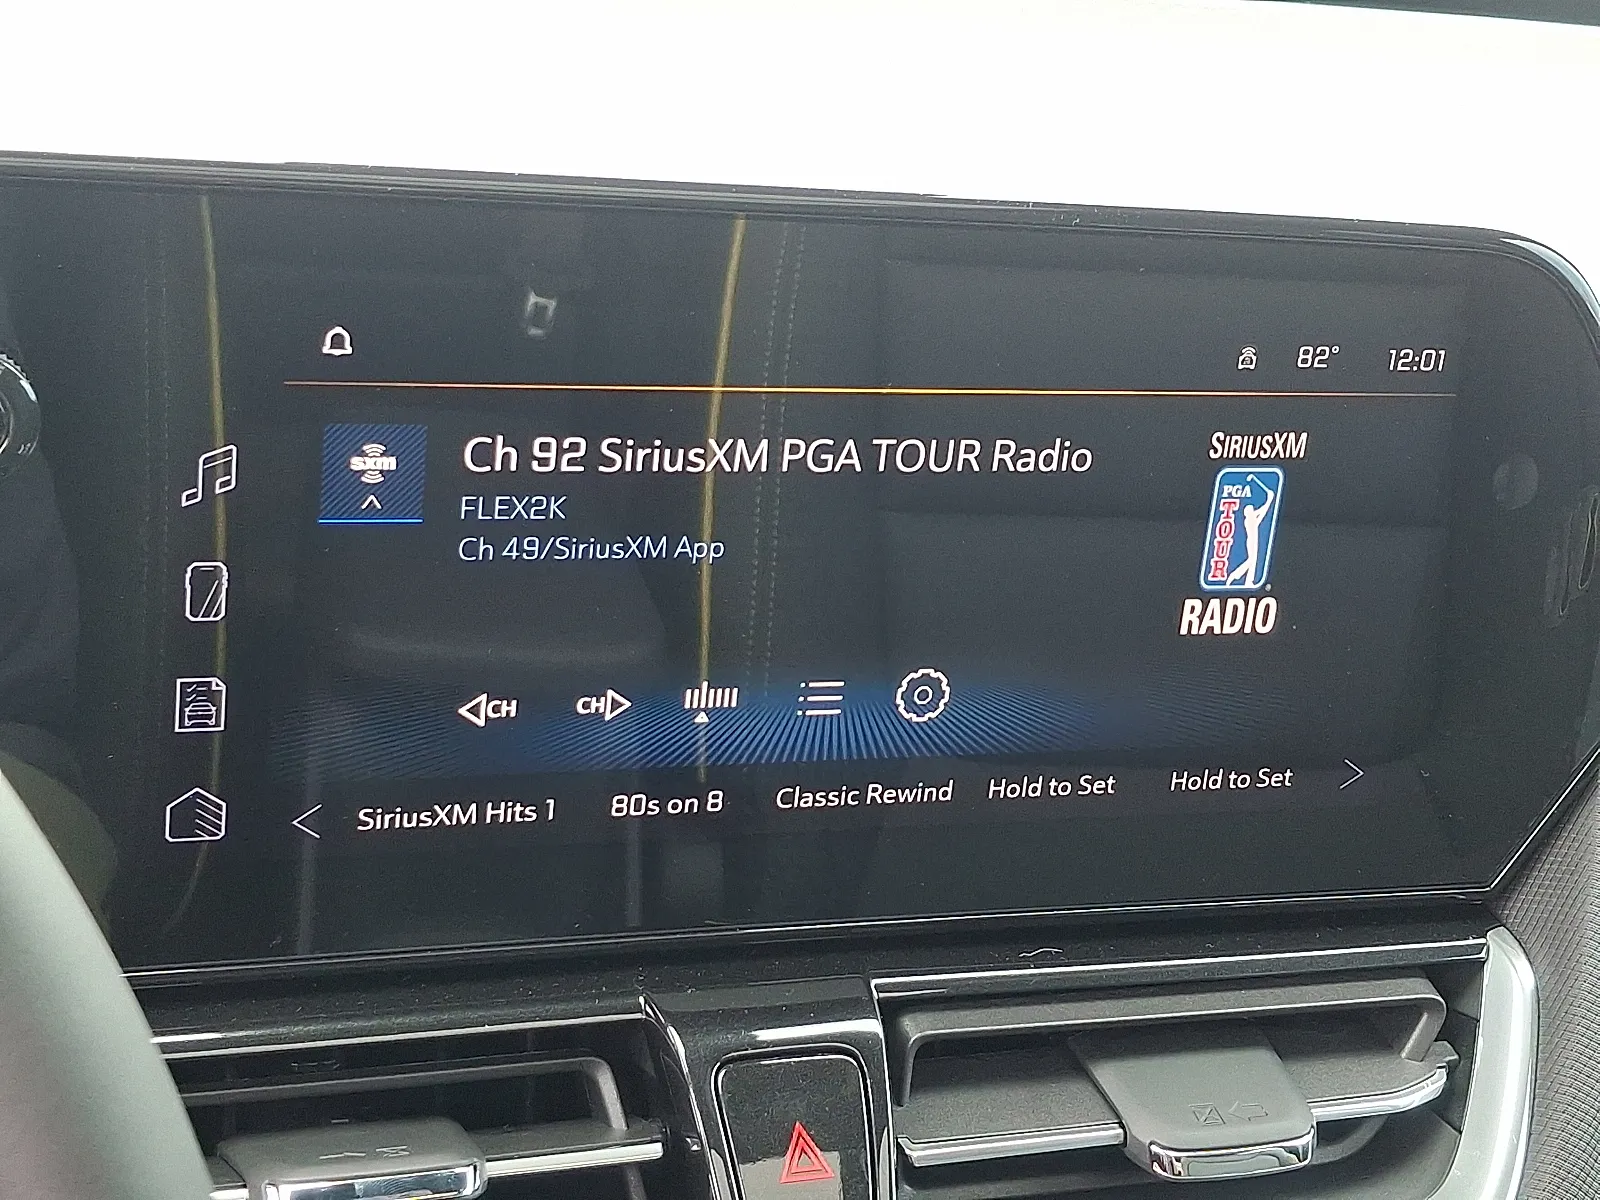 82° 12:01
sxm
Ch 92 SiriusXM PGA TOUR Radio
FLEX2K
Ch 49/SiriusXM App
SIRIUSXM
PGA
TOUR
RADIO
CH CH
SiriusXM Hits 1 80s on 8 Classic Rewind Hold to Set Hold to Set